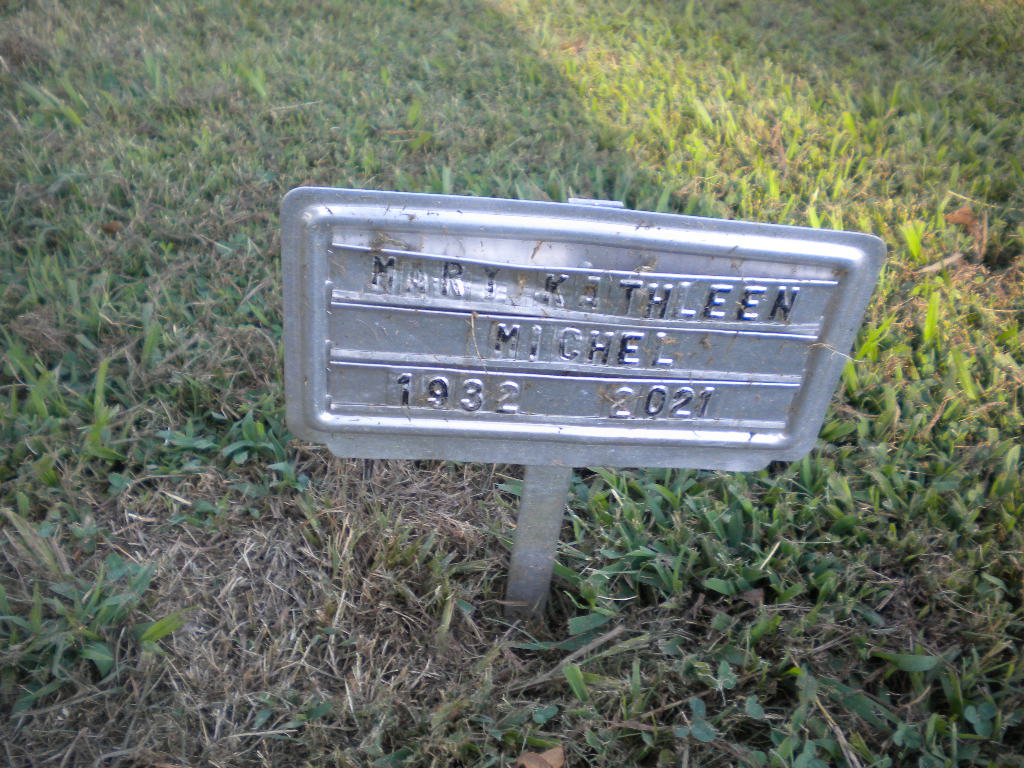 MARY KATHLEEN
MICHEL
1932 2021